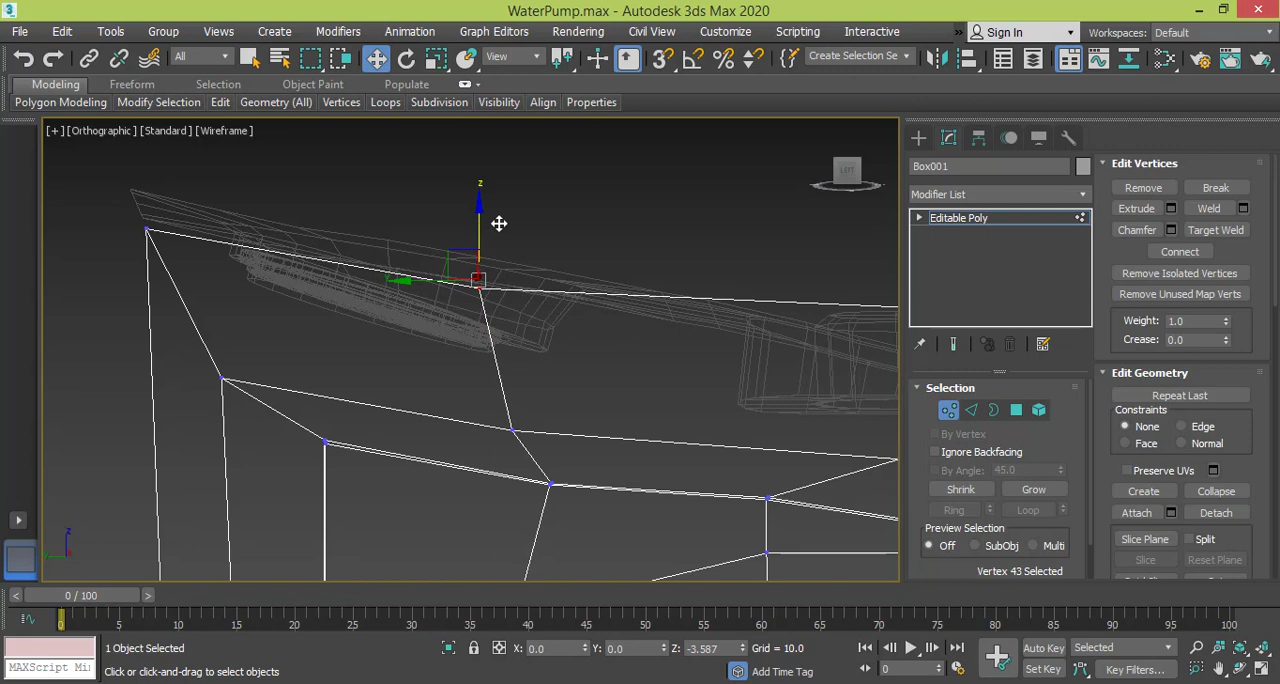 WaterPump.max - Autodesk 3ds Max 2020
File Edit Tools Group Views Create Modifiers Animation Graph Editors Rendering Civil View Customize Scripting Interactive Sign In Workspaces: Default
All View Create Selection Se
Modeling Freeform Selection Object Paint Populate
Polygon Modeling Modify Selection Edit Geometry (All) Vertices Loops Subdivision Visibility Align Properties
[+] [Orthographic] [Standard] [Wireframe]
LEFT
z
y
z
Box001
Modifier List
Editable Poly
Selection
By Vertex
Ignore Backfacing
By Angle: 45.0
Shrink Grow
Ring Loop
Preview Selection
Off SubObj Multi
Vertex 43 Selected
Edit Vertices
Remove Break
Extrude Weld
Chamfer Target Weld
Connect
Remove Isolated Vertices
Remove Unused Map Verts
Weight: 1.0
Crease: 0.0
Edit Geometry
Repeat Last
Constraints
None Edge
Face Normal
Preserve UVs
Create Collapse
Attach Detach
Slice Plane Split
Slice Reset Plane
0 / 100
0 5 10 15 20 25 30 35 40 45 50 55 60 65 70 75 80 85 90 95 100
1 Object Selected X: 0.0 Y: 0.0 Z: -3.587 Grid = 10.0 Auto Key Selected
MAXScript Mi Click or click-and-drag to select objects Add Time Tag 0 Set Key Key Filters...